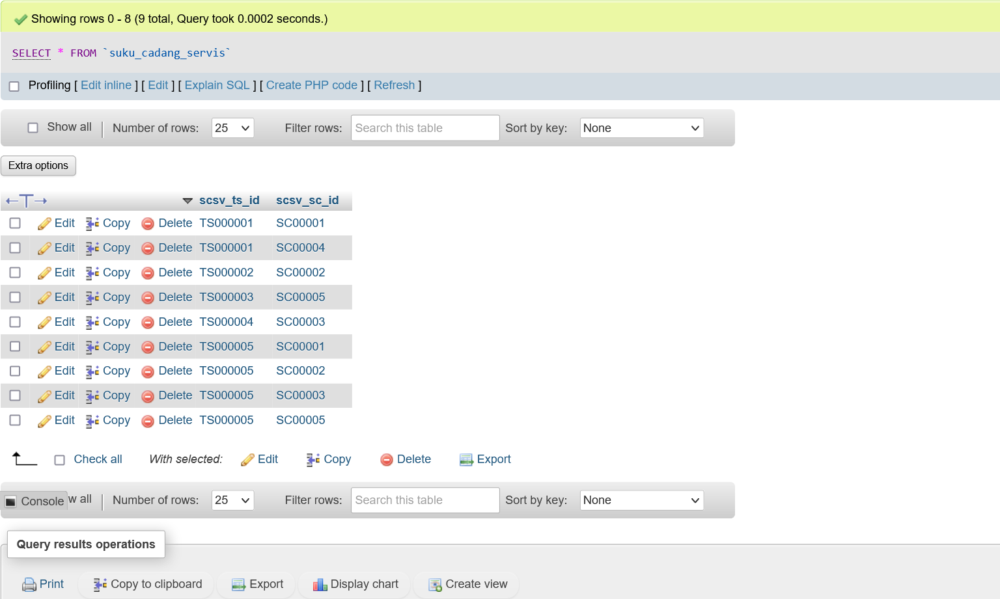 Showing rows 0 - 8 (9 total, Query took 0.0002 seconds.)
SELECT * FROM `suku_cadang_servis`
Profiling [ Edit inline ] [ Edit ] [ Explain SQL ] [ Create PHP code ] [ Refresh ]
Show all | Number of rows: 25 Filter rows: Search this table Sort by key: None
Extra options
←T→ scsv_ts_id scsv_sc_id
Edit Copy Delete TS000001 SC00001
Edit Copy Delete TS000001 SC00004
Edit Copy Delete TS000002 SC00002
Edit Copy Delete TS000003 SC00005
Edit Copy Delete TS000004 SC00003
Edit Copy Delete TS000005 SC00001
Edit Copy Delete TS000005 SC00002
Edit Copy Delete TS000005 SC00003
Edit Copy Delete TS000005 SC00005
Check all With selected: Edit Copy Delete Export
Console w all | Number of rows: 25 Filter rows: Search this table Sort by key: None
Query results operations
Print Copy to clipboard Export Display chart Create view